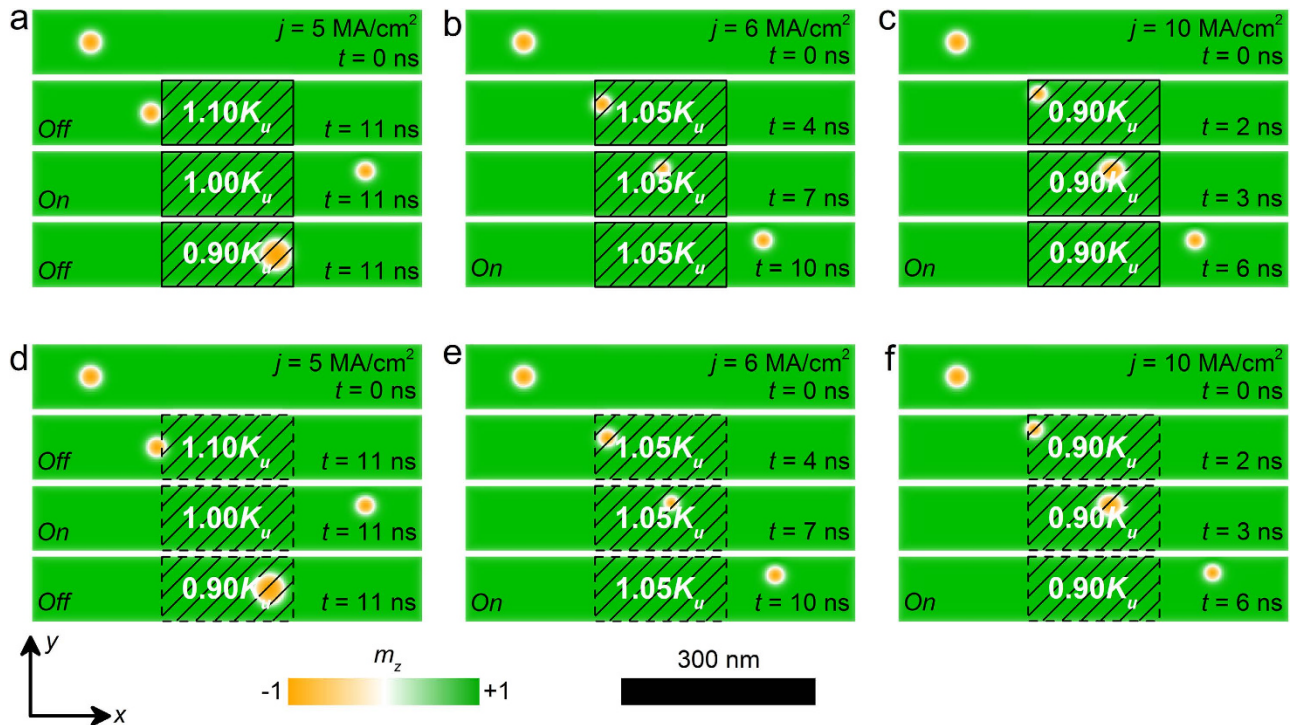 a
j = 5 MA/cm²
t = 0 ns
Off
1.10Ku
t = 11 ns
On
1.00Ku
t = 11 ns
Off
0.90Ku
t = 11 ns
b
j = 6 MA/cm²
t = 0 ns
1.05Ku
t = 4 ns
1.05Ku
t = 7 ns
On
1.05Ku
t = 10 ns
c
j = 10 MA/cm²
t = 0 ns
0.90Ku
t = 2 ns
0.90Ku
t = 3 ns
On
0.90Ku
t = 6 ns
d
j = 5 MA/cm²
t = 0 ns
Off
1.10Ku
t = 11 ns
On
1.00Ku
t = 11 ns
Off
0.90Ku
t = 11 ns
e
j = 6 MA/cm²
t = 0 ns
1.05Ku
t = 4 ns
1.05Ku
t = 7 ns
On
1.05Ku
t = 10 ns
f
j = 10 MA/cm²
t = 0 ns
0.90Ku
t = 2 ns
0.90Ku
t = 3 ns
On
0.90Ku
t = 6 ns
y
x
mz
-1
+1
300 nm